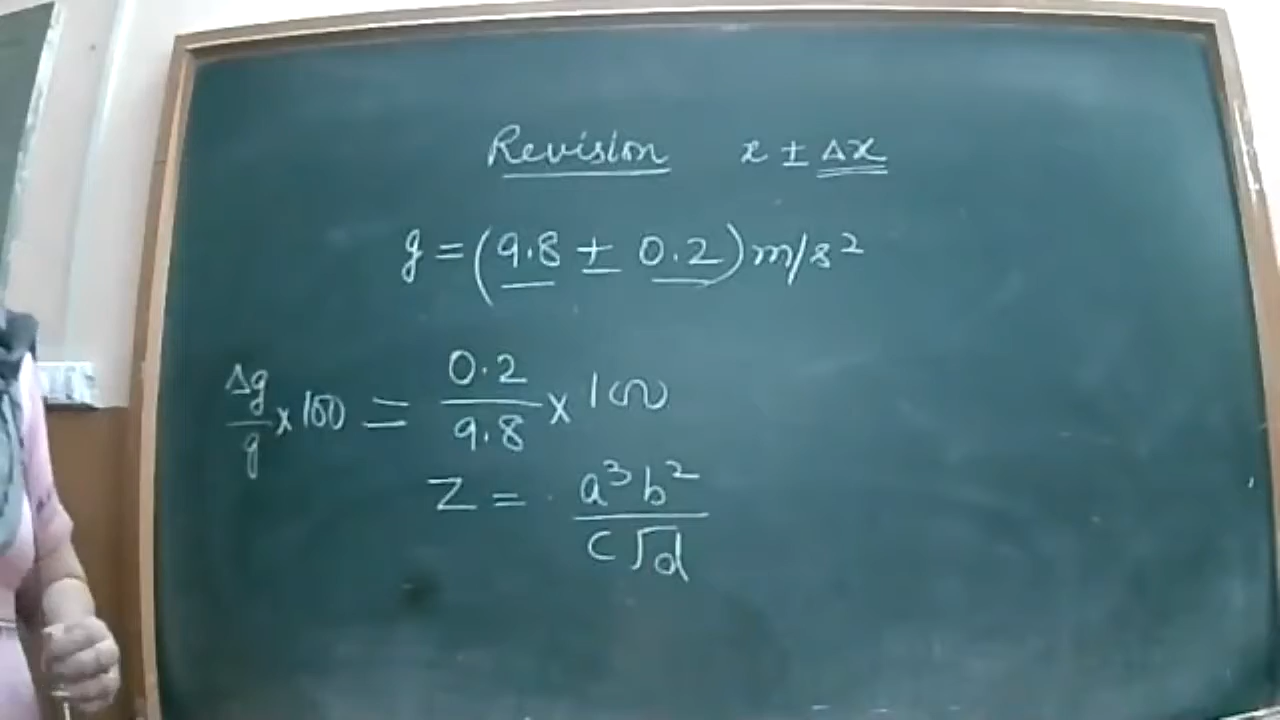 Revision x ± Δx
g = (9.8 ± 0.2) m/s²
Δg/g × 100 = 0.2/9.8 × 100
Z = a³b²/c√d